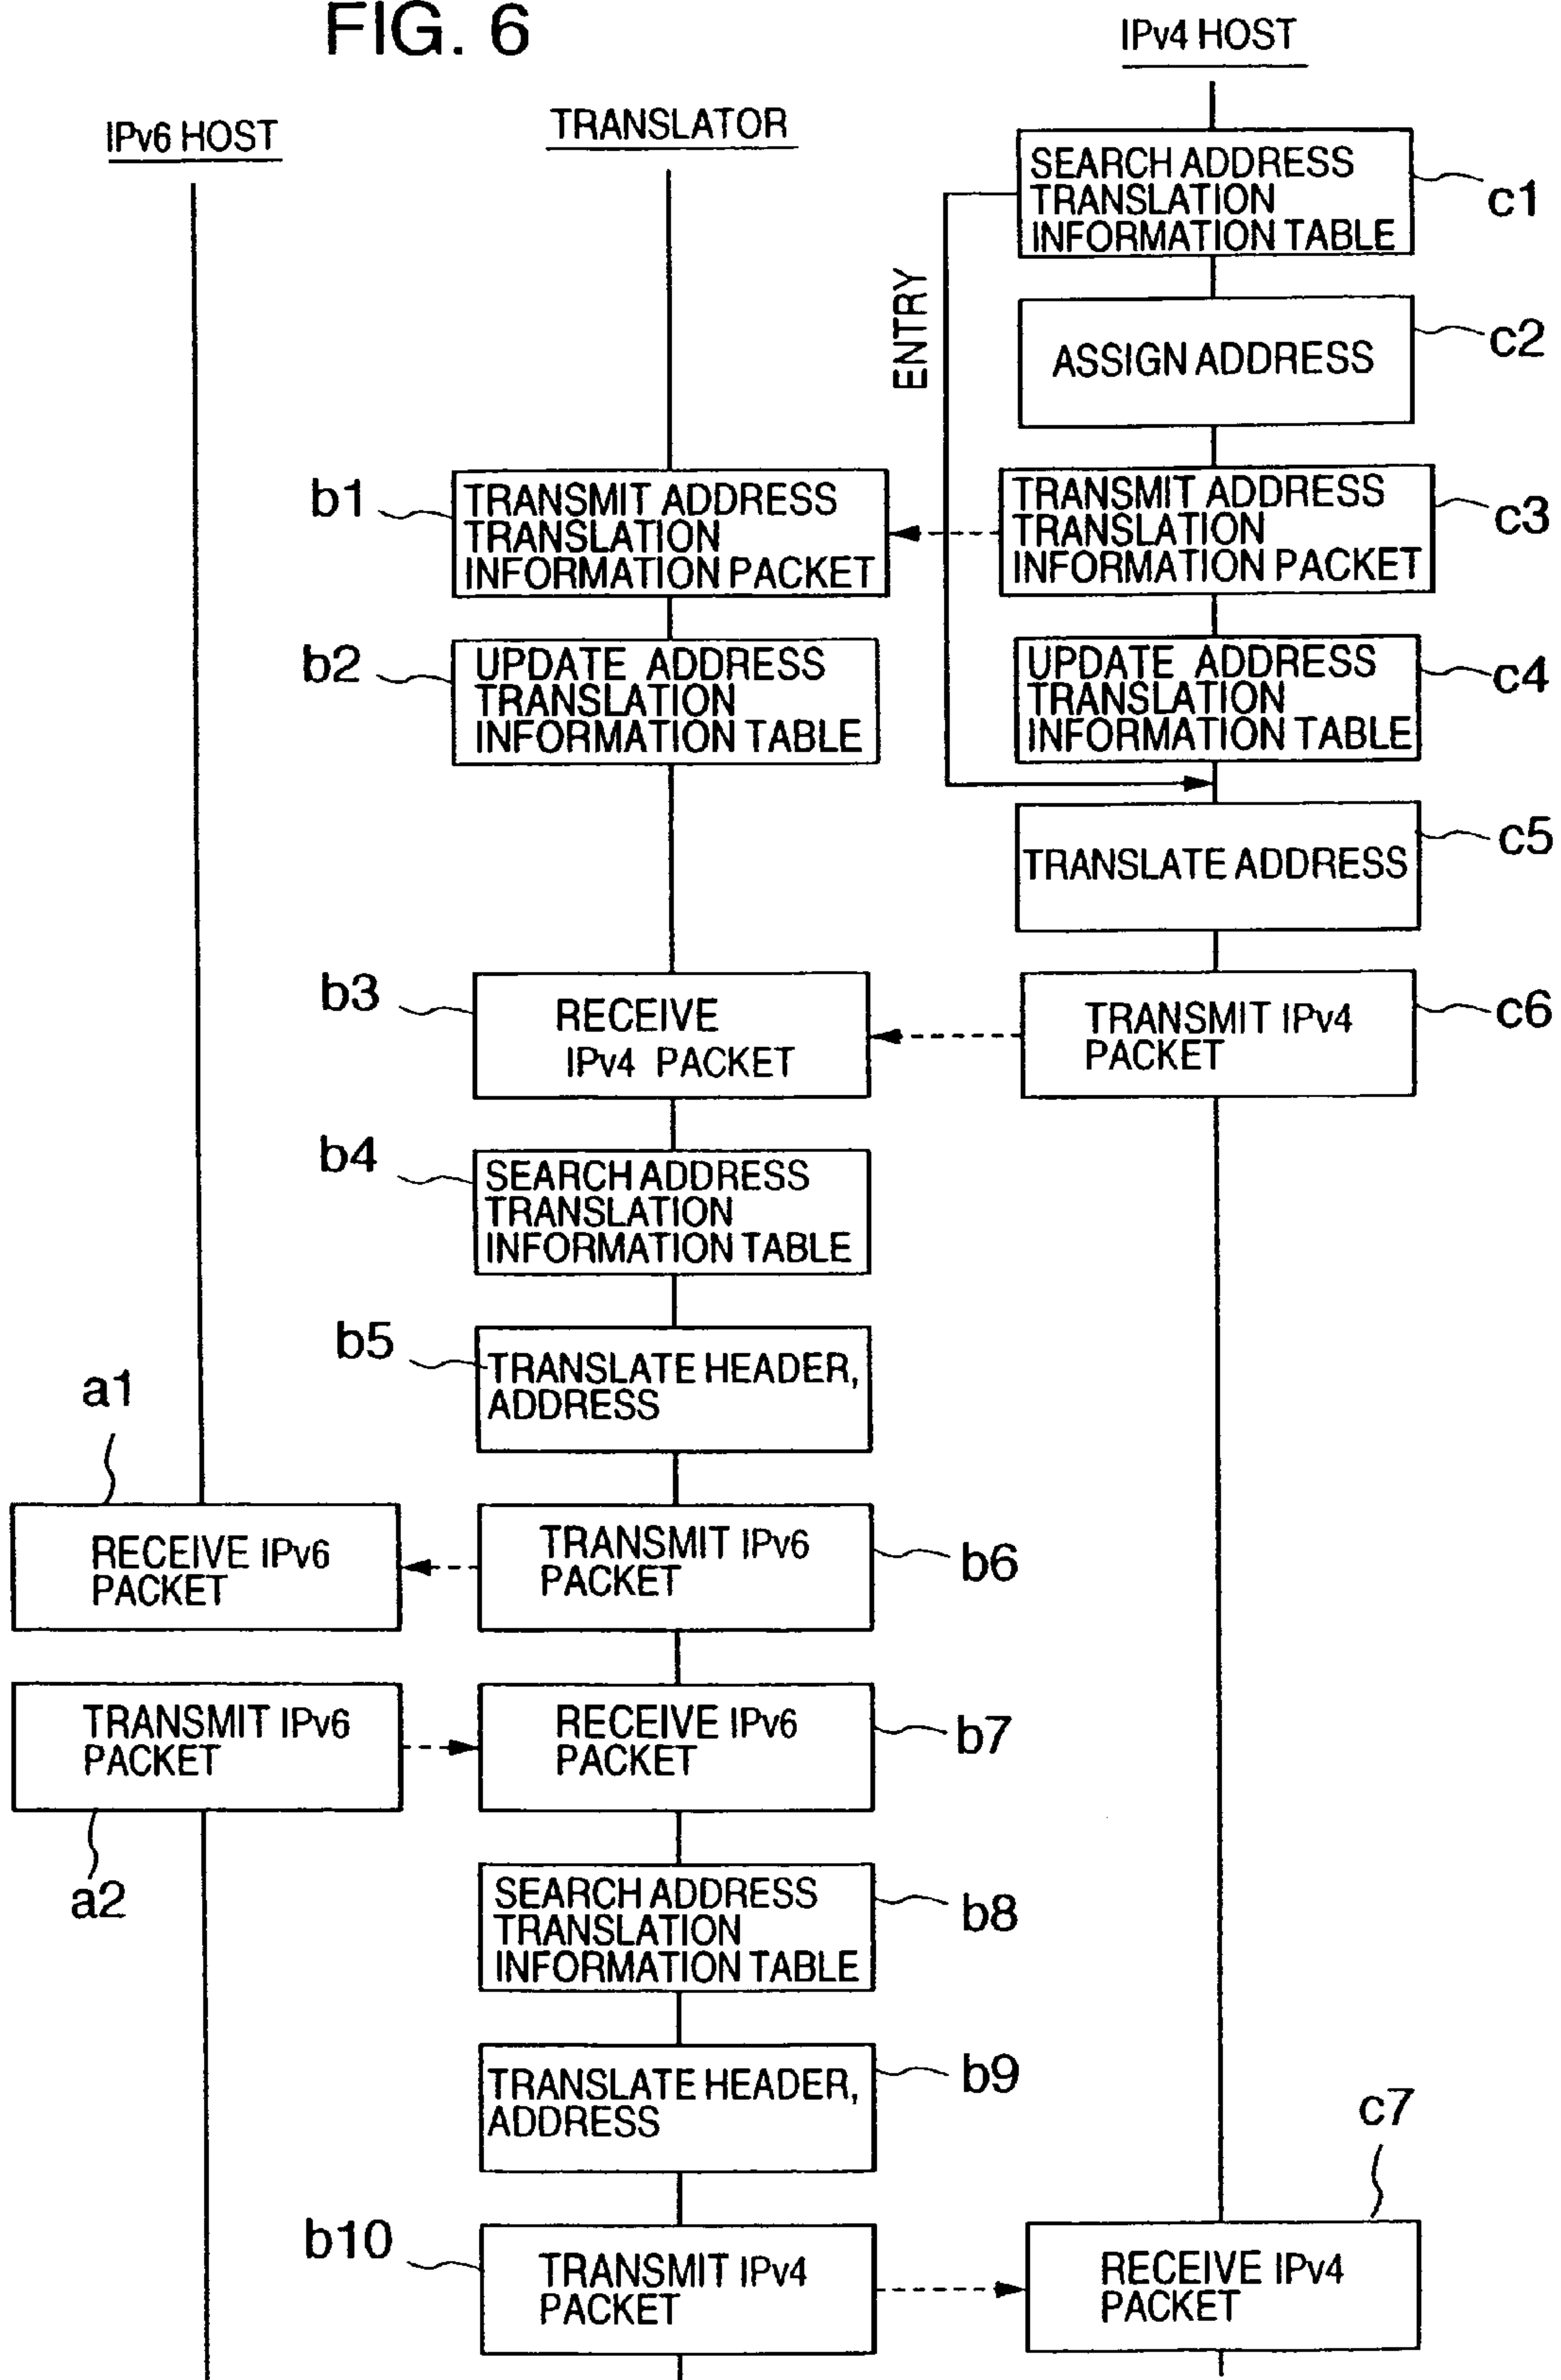 FIG. 6
IPv4 HOST
IPv6 HOST
TRANSLATOR
SEARCH ADDRESS
TRANSLATION
INFORMATION TABLE
c1
ENTRY
ASSIGN ADDRESS
c2
b1
TRANSMIT ADDRESS
TRANSLATION
INFORMATION PACKET
TRANSMIT ADDRESS
TRANSLATION
INFORMATION PACKET
c3
b2
UPDATE ADDRESS
TRANSLATION
INFORMATION TABLE
UPDATE ADDRESS
TRANSLATION
INFORMATION TABLE
c4
TRANSLATE ADDRESS
c5
b3
RECEIVE
IPv4 PACKET
TRANSMIT IPv4
PACKET
c6
b4
SEARCH ADDRESS
TRANSLATION
INFORMATION TABLE
b5
TRANSLATE HEADER,
ADDRESS
a1
RECEIVE IPv6
PACKET
TRANSMIT IPv6
PACKET
b6
TRANSMIT IPv6
PACKET
RECEIVE IPv6
PACKET
b7
a2
SEARCH ADDRESS
TRANSLATION
INFORMATION TABLE
b8
TRANSLATE HEADER,
ADDRESS
b9
c7
b10
TRANSMIT IPv4
PACKET
RECEIVE IPv4
PACKET